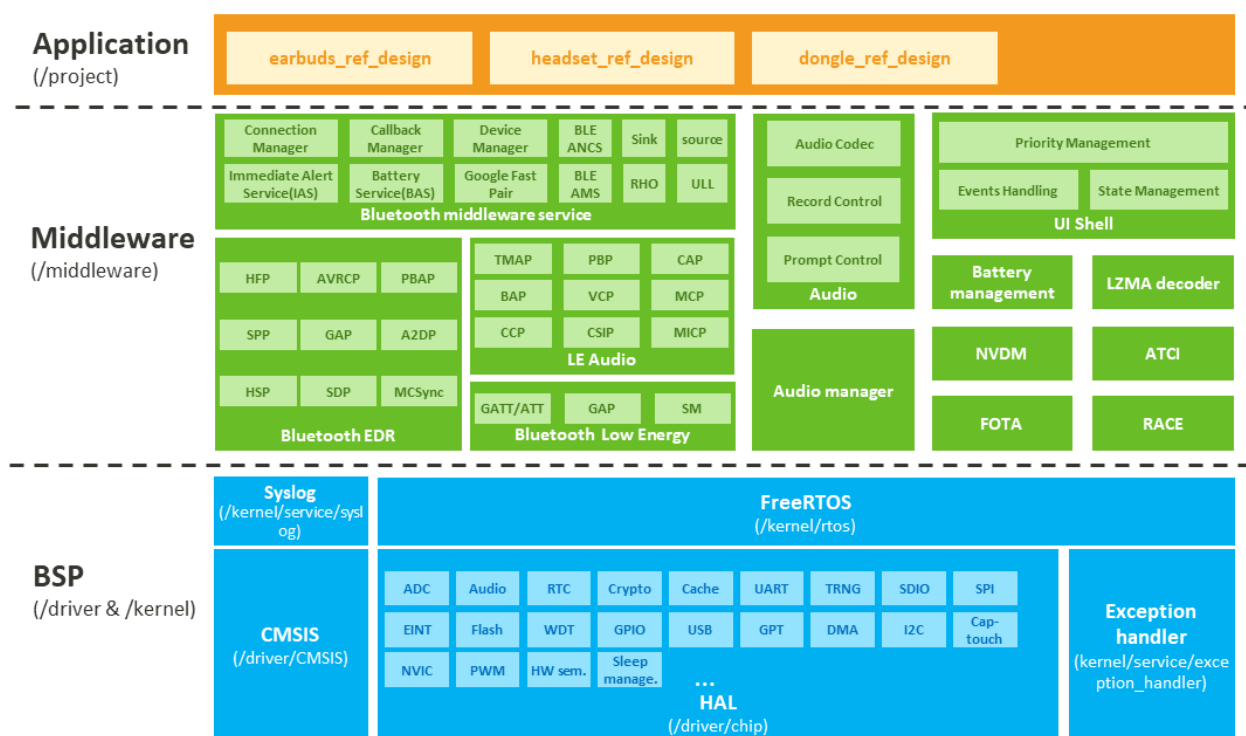 Application
(/project)
earbuds_ref_design
headset_ref_design
dongle_ref_design
Middleware
(/middleware)
Connection
Manager
Callback
Manager
Device
Manager
BLE
ANCS
Sink
source
Immediate Alert
Service(IAS)
Battery
Service(BAS)
Google Fast
Pair
BLE
AMS
RHO
ULL
Bluetooth middleware service
HFP
AVRCP
PBAP
SPP
GAP
A2DP
HSP
SDP
MCSync
Bluetooth EDR
TMAP
PBP
CAP
BAP
VCP
MCP
CCP
CSIP
MICP
LE Audio
GATT/ATT
GAP
SM
Bluetooth Low Energy
Audio Codec
Record Control
Prompt Control
Audio
Audio manager
Priority Management
Events Handling
State Management
UI Shell
Battery
management
LZMA decoder
NVDM
ATCI
FOTA
RACE
BSP
(/driver & /kernel)
Syslog
(/kernel/service/sysl
og)
FreeRTOS
(/kernel/rtos)
CMSIS
(/driver/CMSIS)
ADC
Audio
RTC
Crypto
Cache
UART
TRNG
SDIO
SPI
EINT
Flash
WDT
GPIO
USB
GPT
DMA
I2C
Cap-
touch
NVIC
PWM
HW sem.
Sleep
manage.
...
HAL
(/driver/chip)
Exception
handler
(kernel/service/exce
ption_handler)